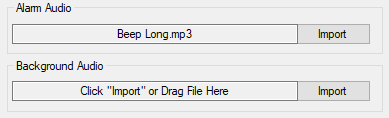 Alarm Audio
Beep Long.mp3 Import
Background Audio
Click "Import" or Drag File Here Import